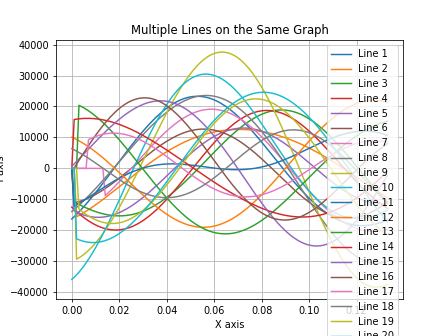 Multiple Lines on the Same Graph
40000
30000
20000
10000
0
−10000
−20000
−30000
−40000
0.00
0.02
0.04
0.06
0.08
0.10
X axis
Line 1
Line 2
Line 3
Line 4
Line 5
Line 6
Line 7
Line 8
Line 9
Line 10
Line 11
Line 12
Line 13
Line 14
Line 15
Line 16
Line 17
Line 18
Line 19
Line 20